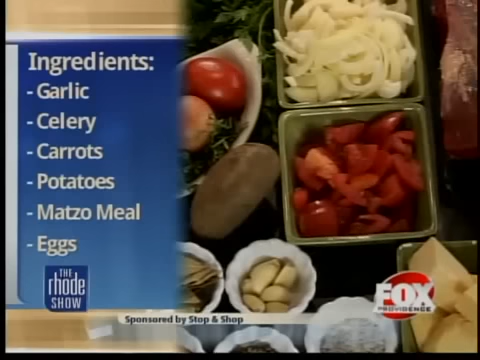 Ingredients:
- Garlic
- Celery
- Carrots
- Potatoes
- Matzo Meal
- Eggs
THE
rhode
SHOW
Sponsored by Stop & Shop
FOX
PROVIDENCE